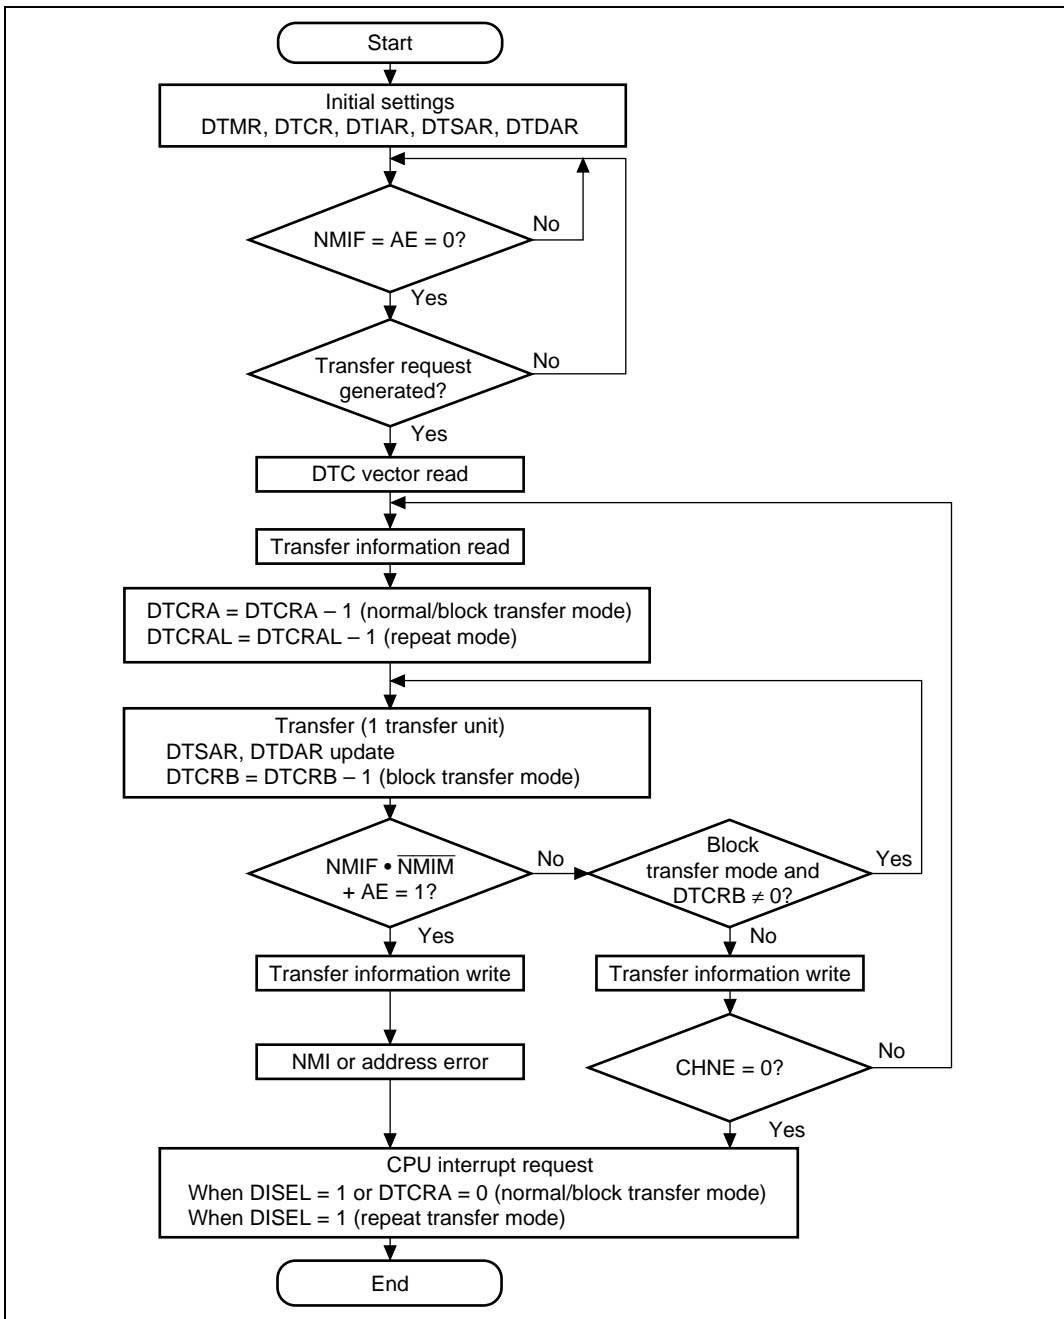 Start
Initial settings
DTMR, DTCR, DTIAR, DTSAR, DTDAR
NMIF = AE = 0?
No
Yes
Transfer request
generated?
No
Yes
DTC vector read
Transfer information read
DTCRA = DTCRA – 1 (normal/block transfer mode)
DTCRAL = DTCRAL – 1 (repeat mode)
Transfer (1 transfer unit)
DTSAR, DTDAR update
DTCRB = DTCRB – 1 (block transfer mode)
NMIF • N̅M̅I̅M̅
+ AE = 1?
No
Yes
Block
transfer mode and
DTCRB ≠ 0?
Yes
No
Transfer information write
Transfer information write
NMI or address error
CHNE = 0?
No
Yes
CPU interrupt request
When DISEL = 1 or DTCRA = 0 (normal/block transfer mode)
When DISEL = 1 (repeat transfer mode)
End